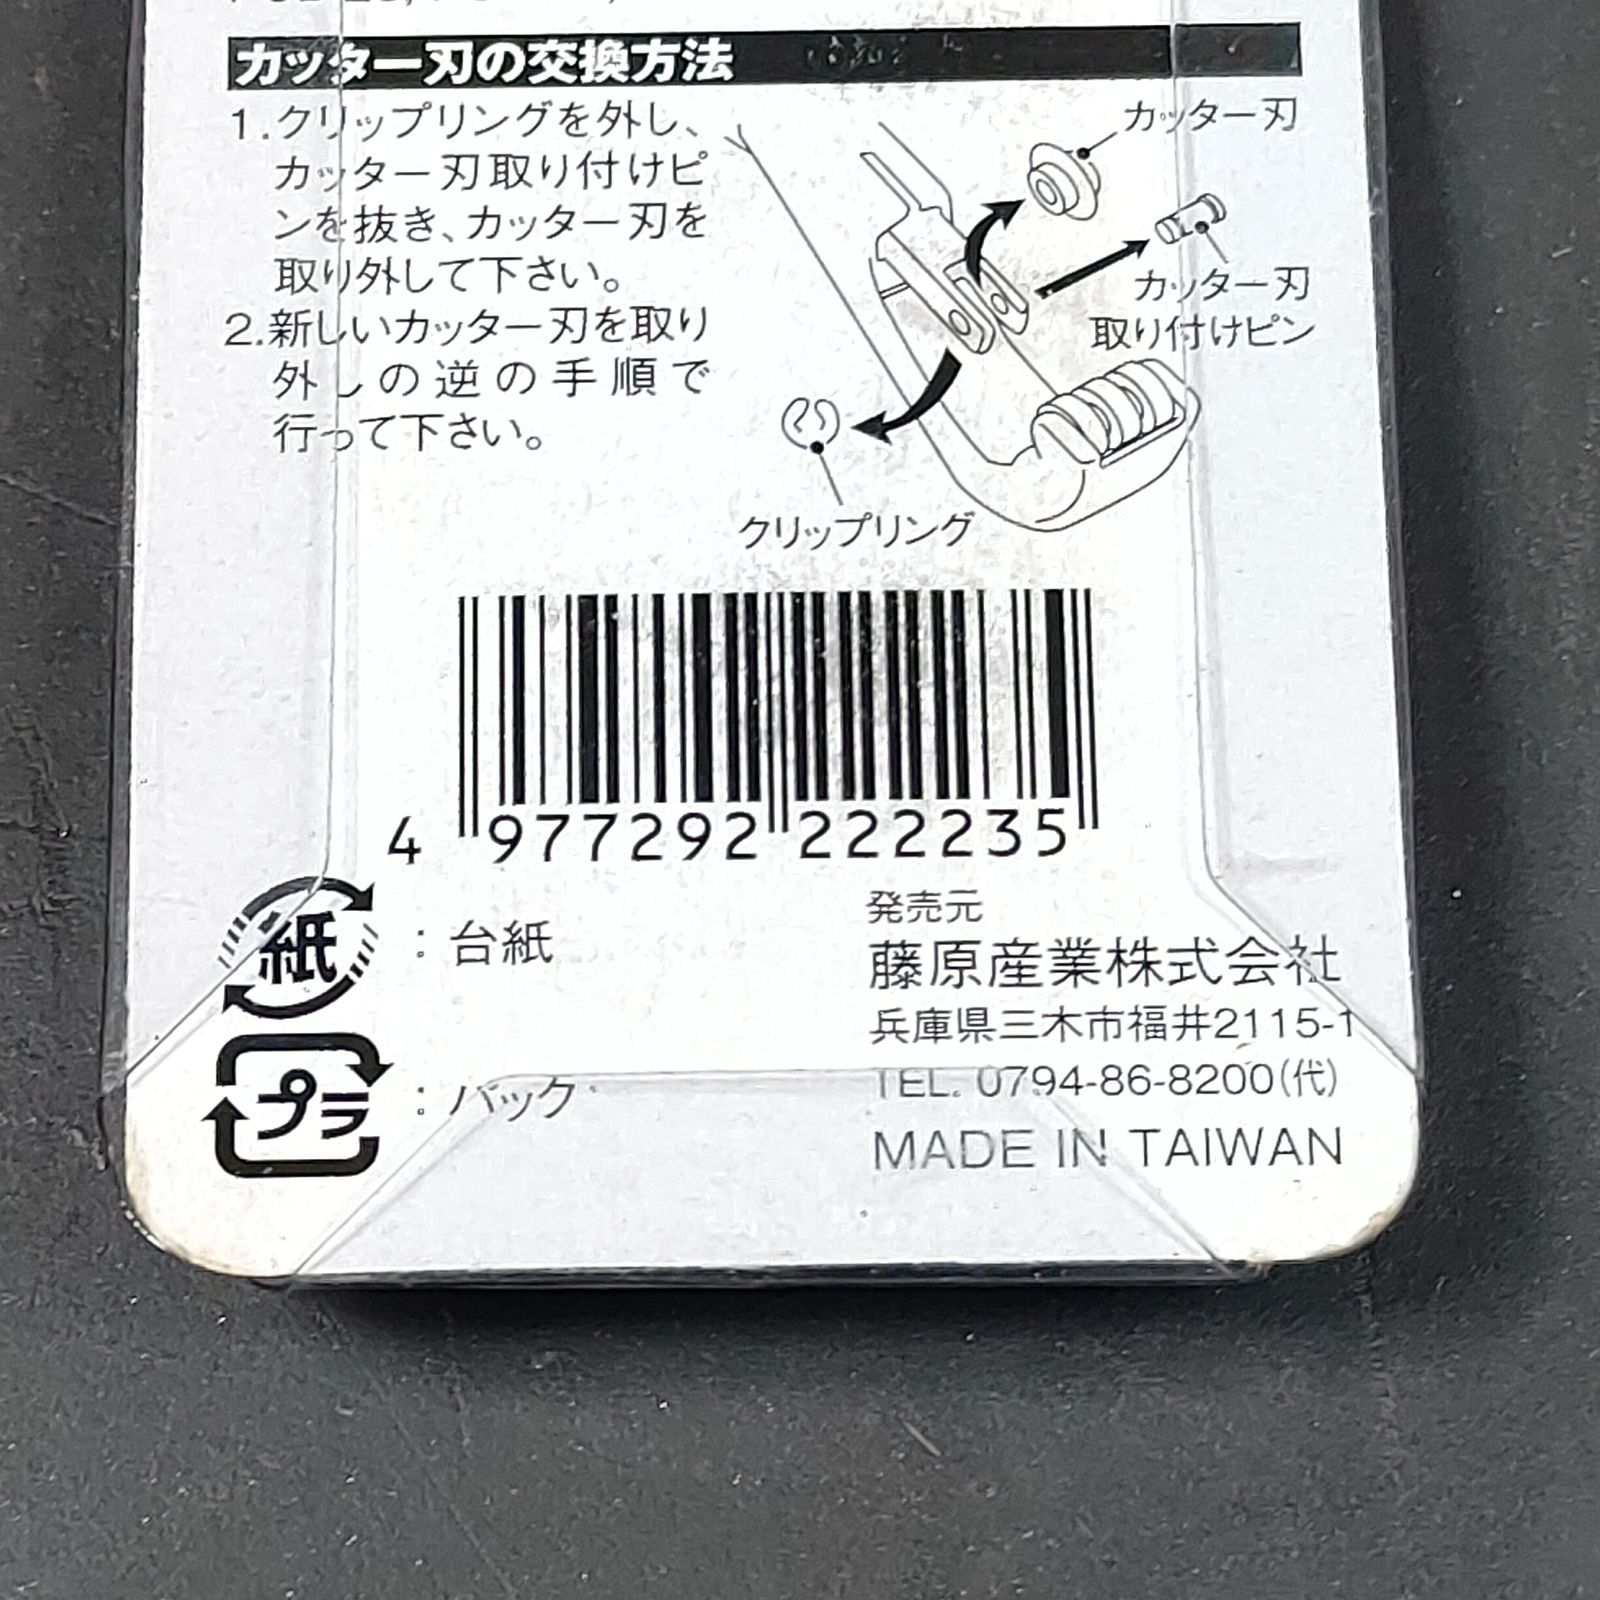 カッター刃の交換方法
1.クリップリングを外し、
カッター刃取り付けピ
ンを抜き、カッター刃を
取り外して下さい。
2.新しいカッター刃を取り
外しの逆の手順で
行って下さい。
カッター刃
カッター刃
取り付けピン
クリップリング
4 977292 222235
紙 : 台紙
プラ : パック
発売元
藤原産業株式会社
兵庫県三木市福井2115-1
TEL. 0794-86-8200(代)
MADE IN TAIWAN